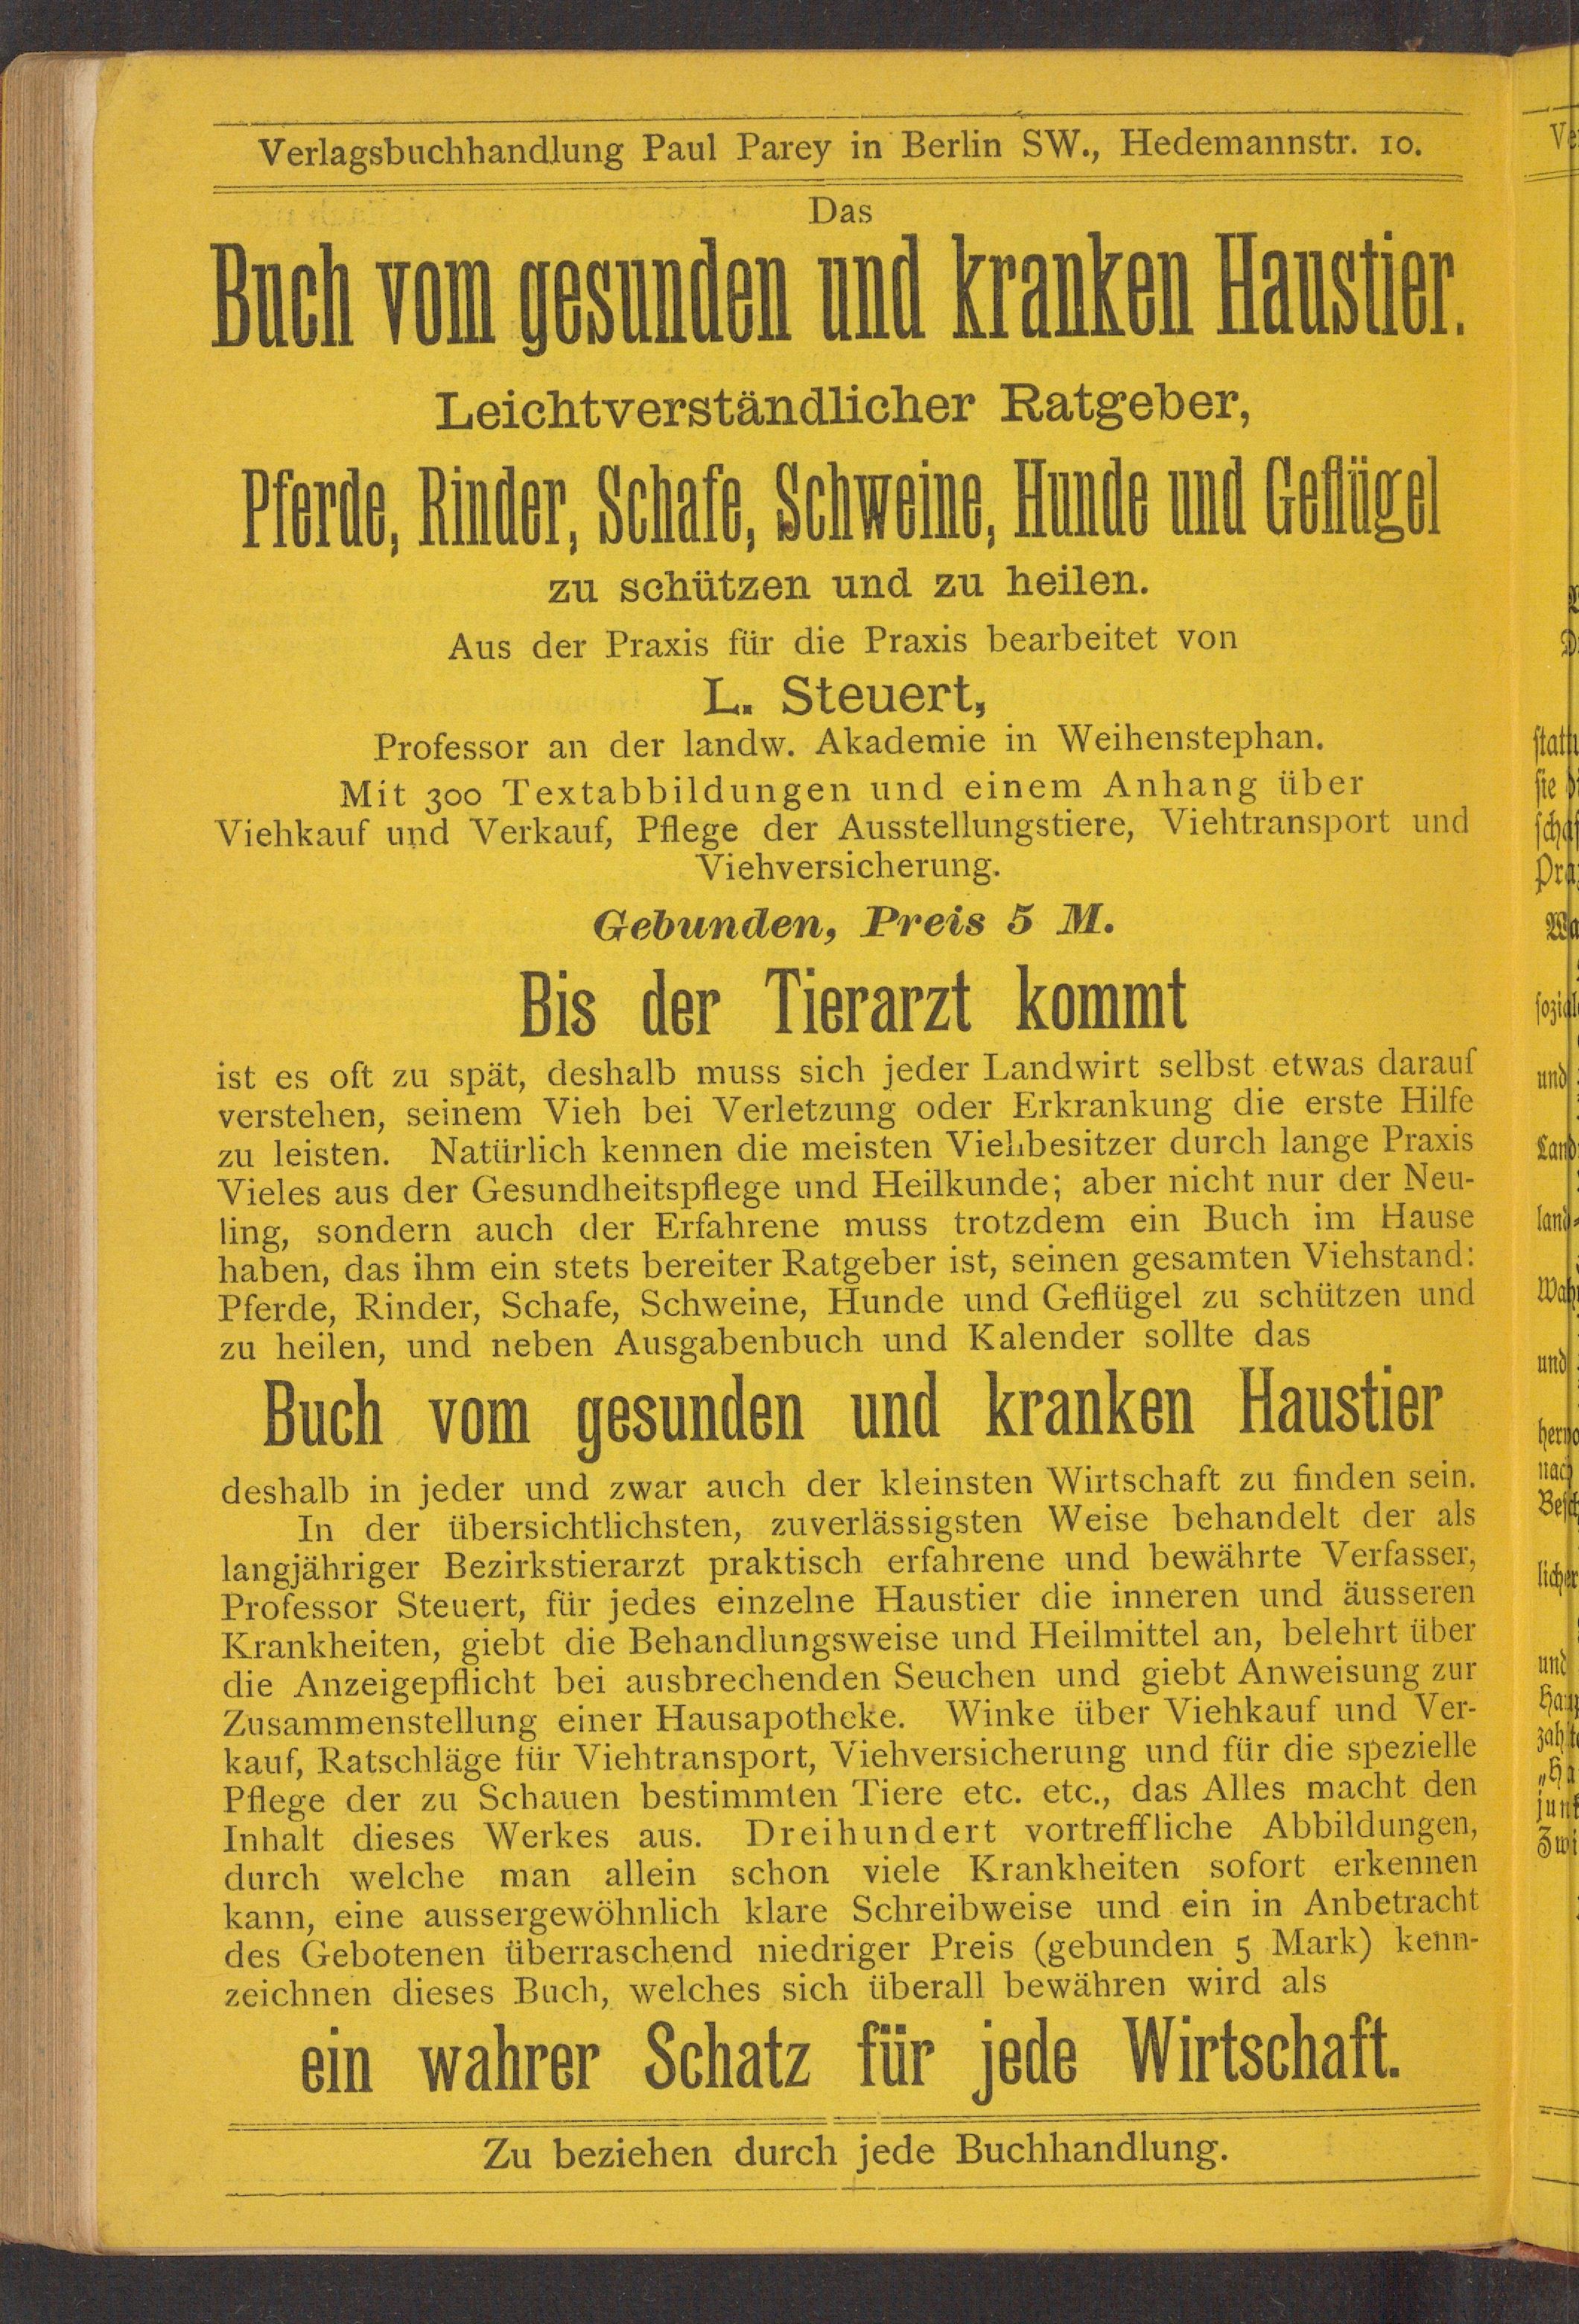 Verlagsbuchhandlung Paul Parey in Berlin SW., Hedemannstr. 10.
Das
Buch vom gesunden und kranken Haustier.
Leichtverständlicher Ratgeber,
Pferde, Rinder, Schafe, Schweine, Hunde und Geflügel
zu schützen und zu heilen.
Aus der Praxis für die Praxis bearbeitet von
L. Steuert,
Professor an der landw. Akademie in Weihenstephan.
Mit 300 Textabbildungen und einem Anhang über
Viehkauf und Verkauf, Pflege der Ausstellungstiere, Viehtransport und
Viehversicherung.
Gebunden, Preis 5 M.
Bis der Tierarzt kommt
ist es oft zu spät, deshalb muss sich jeder Landwirt selbst etwas darauf
verstehen, seinem Vieh bei Verletzung oder Erkrankung die erste Hilfe
zu leisten. Natürlich kennen die meisten Viehbesitzer durch lange Praxis
Vieles aus der Gesundheitspflege und Heilkunde; aber nicht nur der Neu-
ling, sondern auch der Erfahrene muss trotzdem ein Buch im Hause
haben, das ihm ein stets bereiter Ratgeber ist, seinen gesamten Viehstand:
Pferde, Rinder, Schafe, Schweine, Hunde und Geflügel zu schützen und
zu heilen, und neben Ausgabenbuch und Kalender sollte das
Buch vom gesunden und kranken Haustier
deshalb in jeder und zwar auch der kleinsten Wirtschaft zu finden sein.
In der übersichtlichsten, zuverlässigsten Weise behandelt der als
langjähriger Bezirkstierarzt praktisch erfahrene und bewährte Verfasser,
Professor Steuert, für jedes einzelne Haustier die inneren und äusseren
Krankheiten, giebt die Behandlungsweise und Heilmittel an, belehrt über
die Anzeigepflicht bei ausbrechenden Seuchen und giebt Anweisung zur
Zusammenstellung einer Hausapotheke. Winke über Viehkauf und Ver-
kauf, Ratschläge für Viehtransport, Viehversicherung und für die spezielle
Pflege der zu Schauen bestimmten Tiere etc. etc., das Alles macht den
Inhalt dieses Werkes aus. Dreihundert vortreffliche Abbildungen,
durch welche man allein schon viele Krankheiten sofort erkennen
kann, eine aussergewöhnlich klare Schreibweise und ein in Anbetracht
des Gebotenen überraschend niedriger Preis (gebunden 5 Mark) kenn-
zeichnen dieses Buch, welches sich überall bewähren wird als
ein wahrer Schatz für jede Wirtschaft.
Zu beziehen durch jede Buchhandlung.